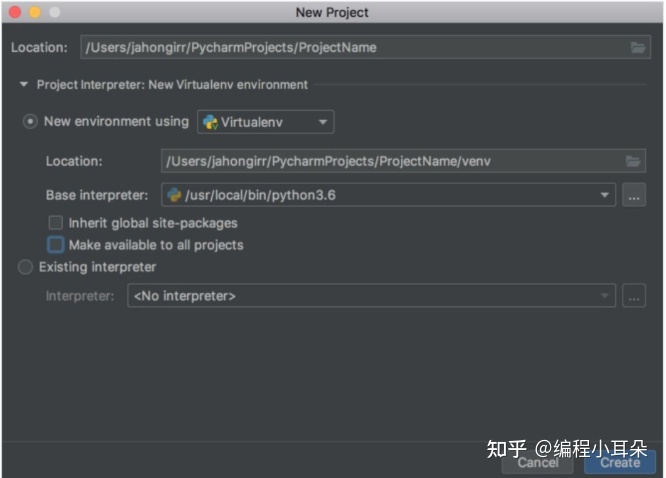 New Project
Location: /Users/jahongirr/PycharmProjects/ProjectName
Project Interpreter: New Virtualenv environment
New environment using Virtualenv
Location: /Users/jahongirr/PycharmProjects/ProjectName/venv
Base interpreter: /usr/local/bin/python3.6 ...
Inherit global site-packages
Make available to all projects
Existing interpreter
Interpreter: <No interpreter> ...
知乎 @编程小耳朵
Cancel Create